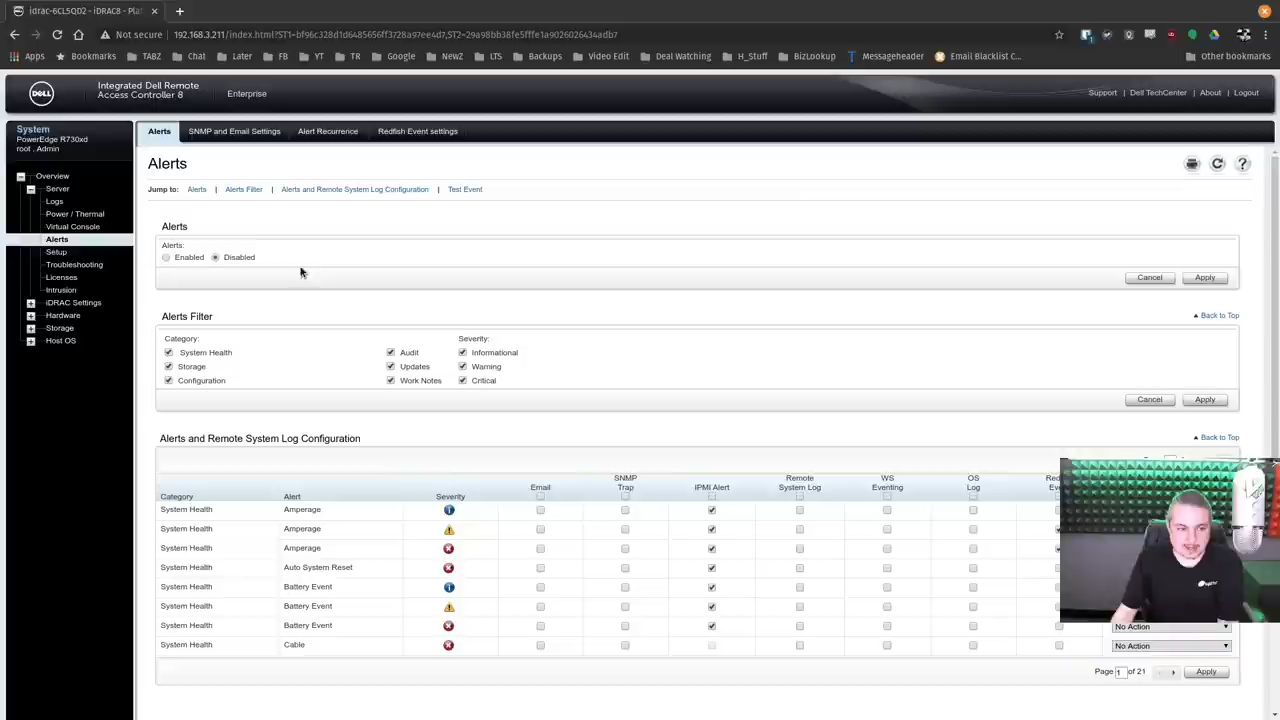 idrac-6CL5QD2 - iDRAC8 - Pla
Not secure
192.168.3.211/index.html?ST1=bf96c328d1d6485656ff3728a97ee4d7,ST2=29a98bb38fe5fffe1a9026026434adb7
Apps
Bookmarks
TABZ
Chat
Later
FB
YT
TR
Google
NewZ
LTS
Backups
Video Edit
Deal Watching
H_Stuff
BizLookup
Messageheader
Email Blacklist C...
Other bookmarks
DELL
Integrated Dell Remote
Access Controller 8
Enterprise
Support | Dell TechCenter | About | Logout
System
PowerEdge R730xd
root , Admin
Overview
Server
Logs
Power / Thermal
Virtual Console
Alerts
Setup
Troubleshooting
Licenses
Intrusion
iDRAC Settings
Hardware
Storage
Host OS
Alerts
SNMP and Email Settings
Alert Recurrence
Redfish Event settings
Alerts
Jump to: Alerts | Alerts Filter | Alerts and Remote System Log Configuration | Test Event
Alerts
Alerts:
Enabled
Disabled
Cancel
Apply
Alerts Filter
Back to Top
Category:
Severity:
System Health
Audit
Informational
Storage
Updates
Warning
Configuration
Work Notes
Critical
Cancel
Apply
Alerts and Remote System Log Configuration
Back to Top
Category
Alert
Severity
Email
SNMP Trap
IPMI Alert
Remote System Log
WS Eventing
OS Log
System Health Amperage
System Health Amperage
System Health Amperage
System Health Auto System Reset
System Health Battery Event
System Health Battery Event
System Health Battery Event No Action
System Health Cable No Action
Page 1 of 21
Apply